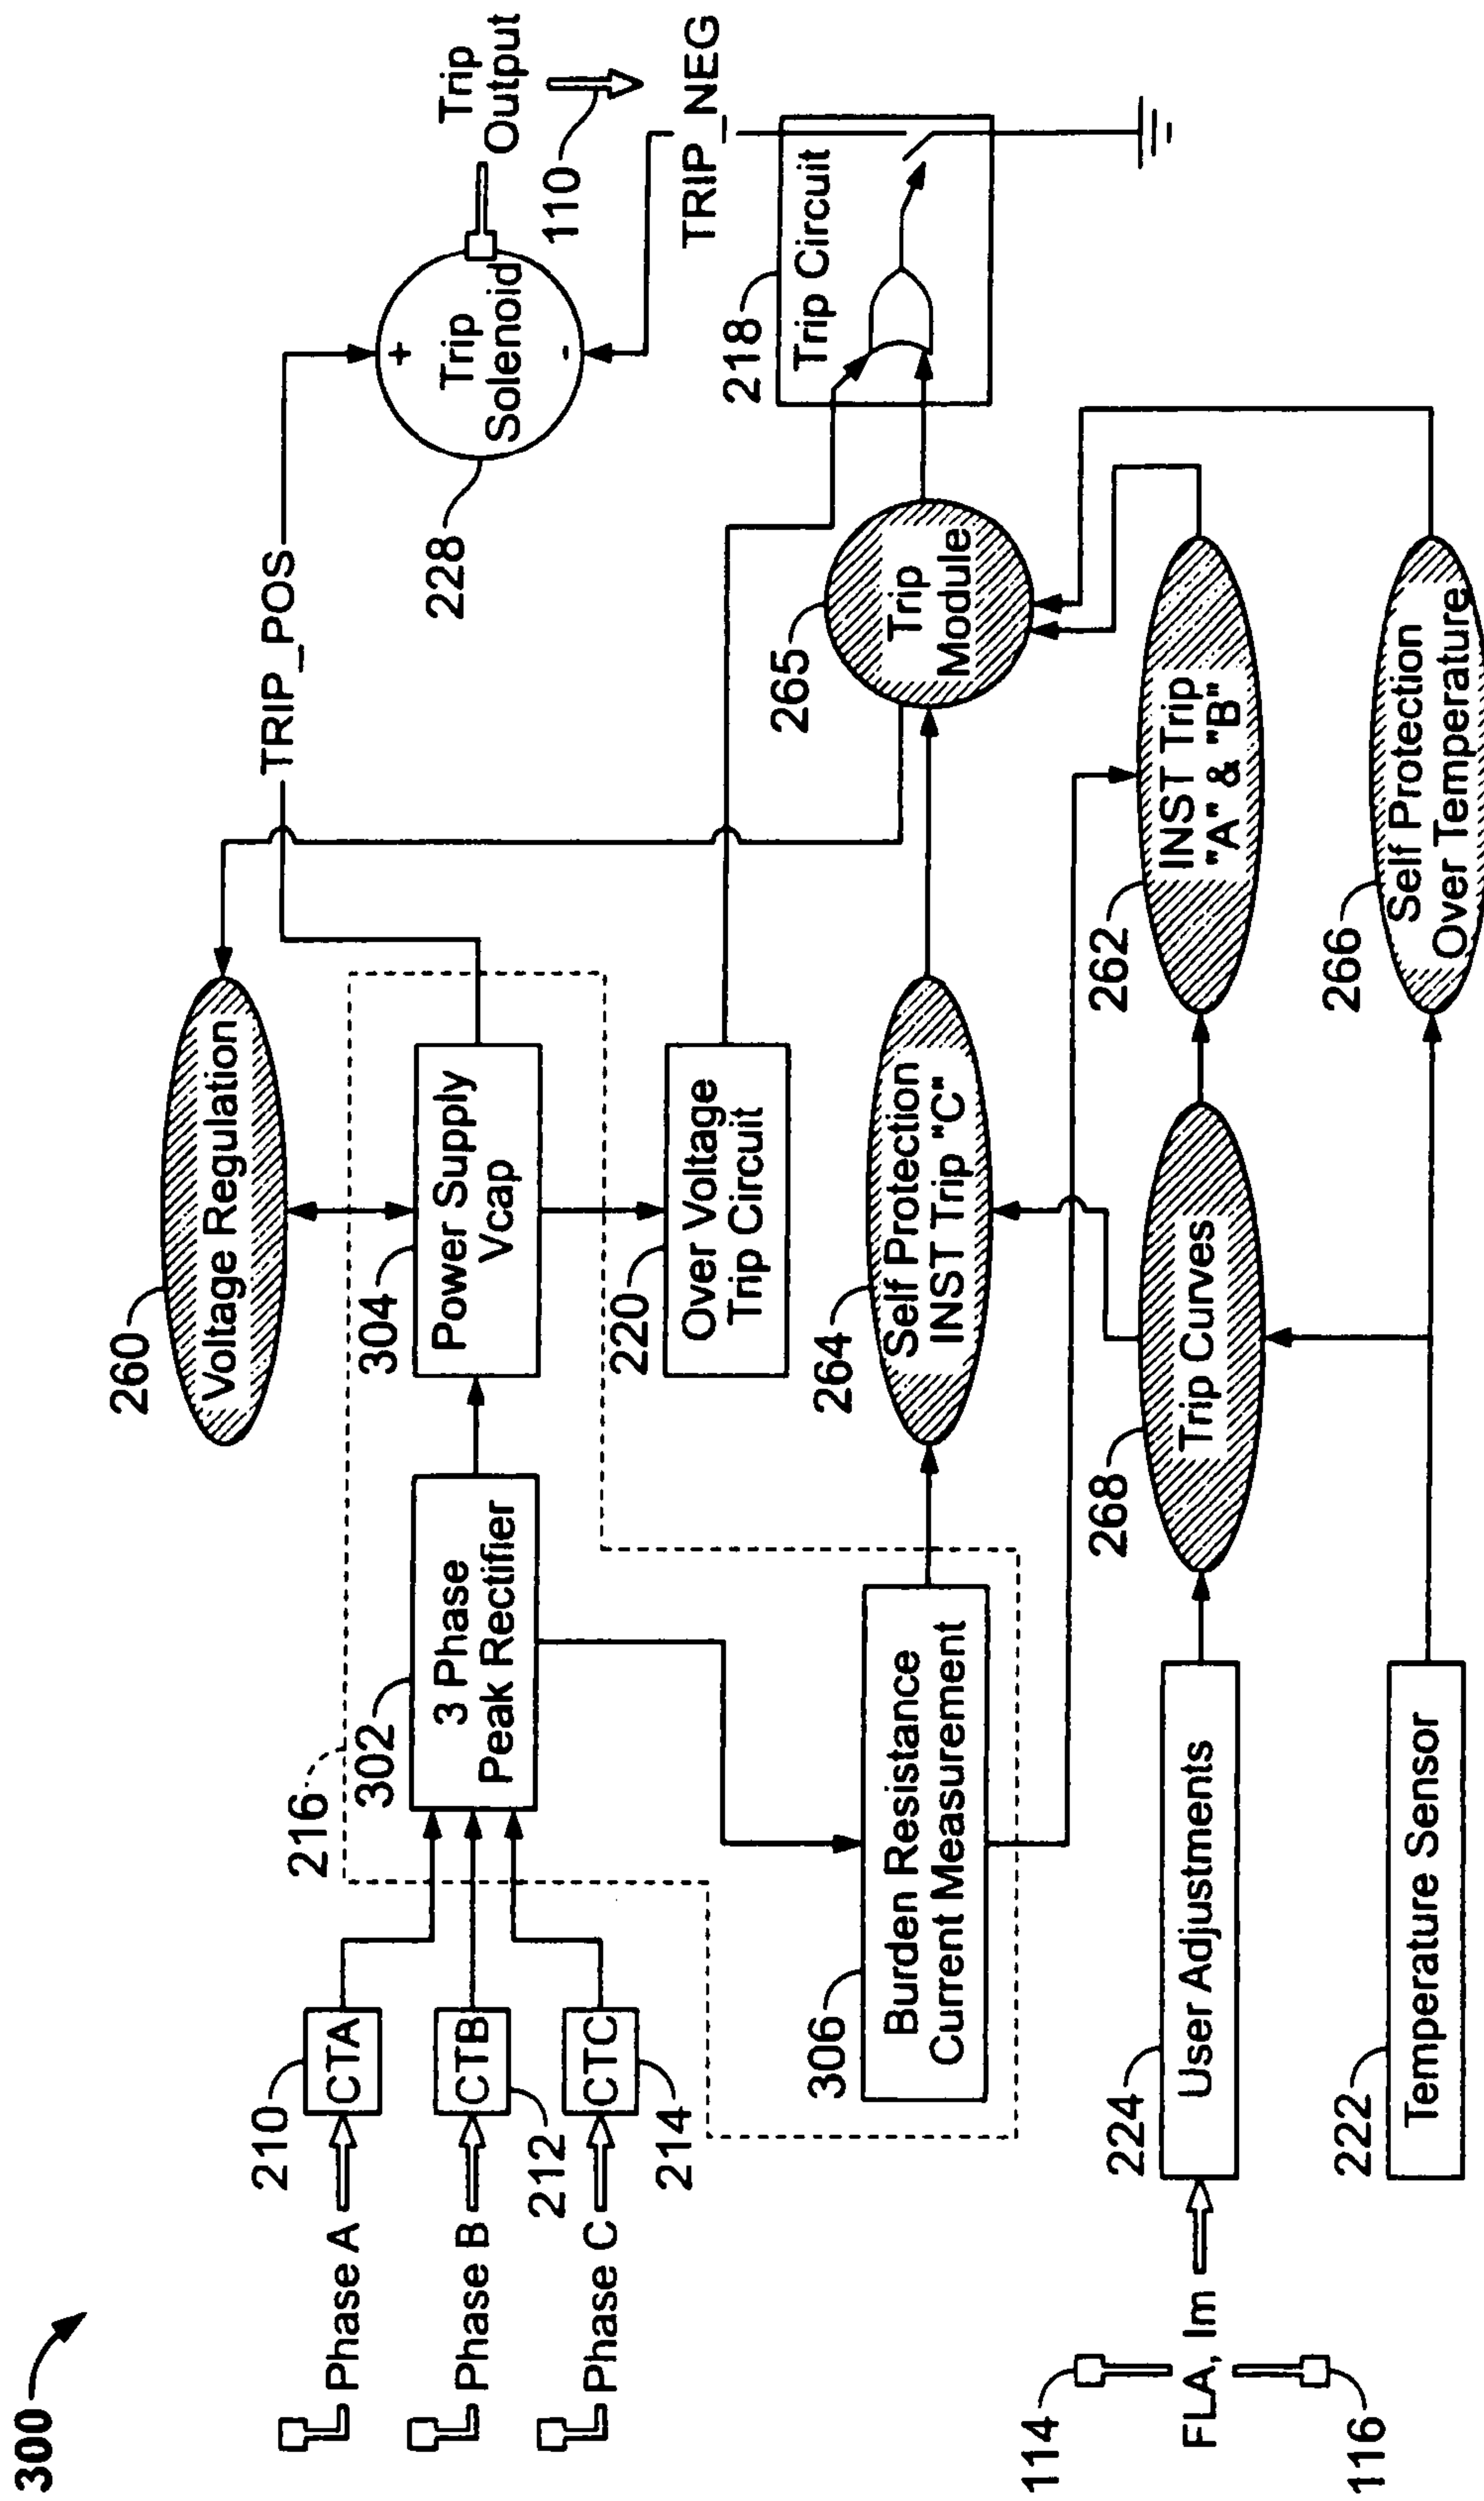 300
Phase A
Phase B
Phase C
210
CTA
212
CTB
214
CTC
216
302
3 Phase
Peak Rectifier
304
Power Supply
Vcap
260
Voltage Regulation
220
Over Voltage
Trip Circuit
306
Burden Resistance
Current Measurement
264
Self Protection
INST Trip "C"
TRIP_POS
228
+
Trip
Solenoid
-
Trip
Output
110
TRIP_NEG
218
Trip Circuit
265
Trip
Module
114
FLA, Im
116
224
User Adjustments
268
Trip Curves
262
INST Trip
"A" & "B"
222
Temperature Sensor
266
Self Protection
Over Temperature